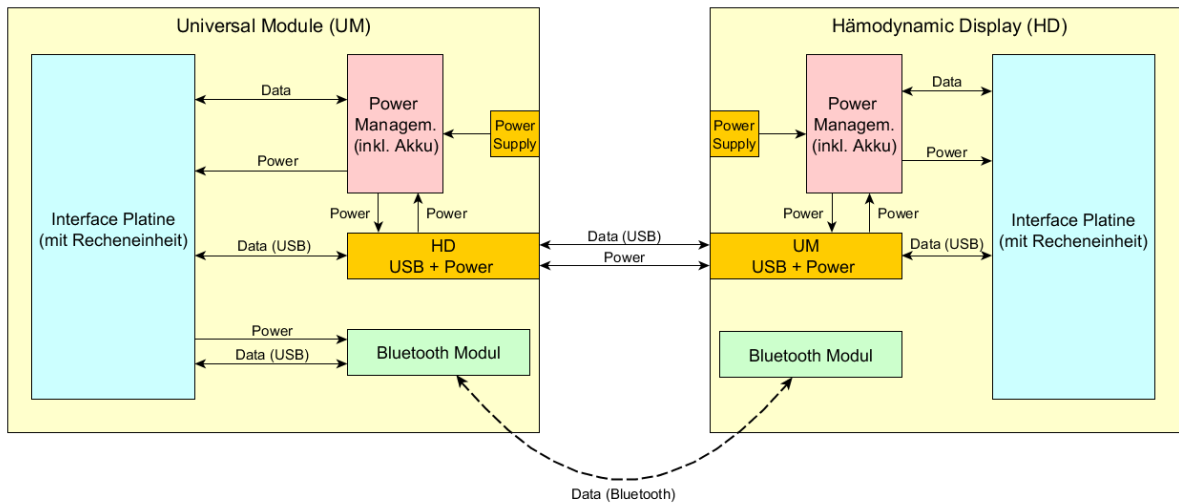 Universal Module (UM)
Interface Platine
(mit Recheneinheit)
Data
Power
Managem.
(inkl. Akku)
Power
Supply
Power
Power
Power
Data (USB)
HD
USB + Power
Power
Data (USB)
Bluetooth Modul
Data (USB)
Power
Hämodynamic Display (HD)
Power
Supply
Power
Managem.
(inkl. Akku)
Data
Power
Power
Power
UM
USB + Power
Data (USB)
Interface Platine
(mit Recheneinheit)
Bluetooth Modul
Data (Bluetooth)